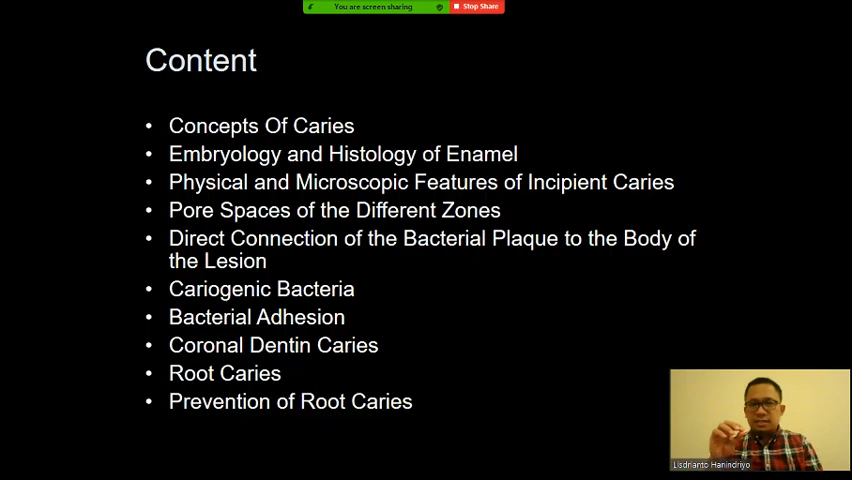 You are screen sharing
Stop Share
Content
• Concepts Of Caries
• Embryology and Histology of Enamel
• Physical and Microscopic Features of Incipient Caries
• Pore Spaces of the Different Zones
• Direct Connection of the Bacterial Plaque to the Body of
the Lesion
• Cariogenic Bacteria
• Bacterial Adhesion
• Coronal Dentin Caries
• Root Caries
• Prevention of Root Caries
Lisdrianto Hanindriyo